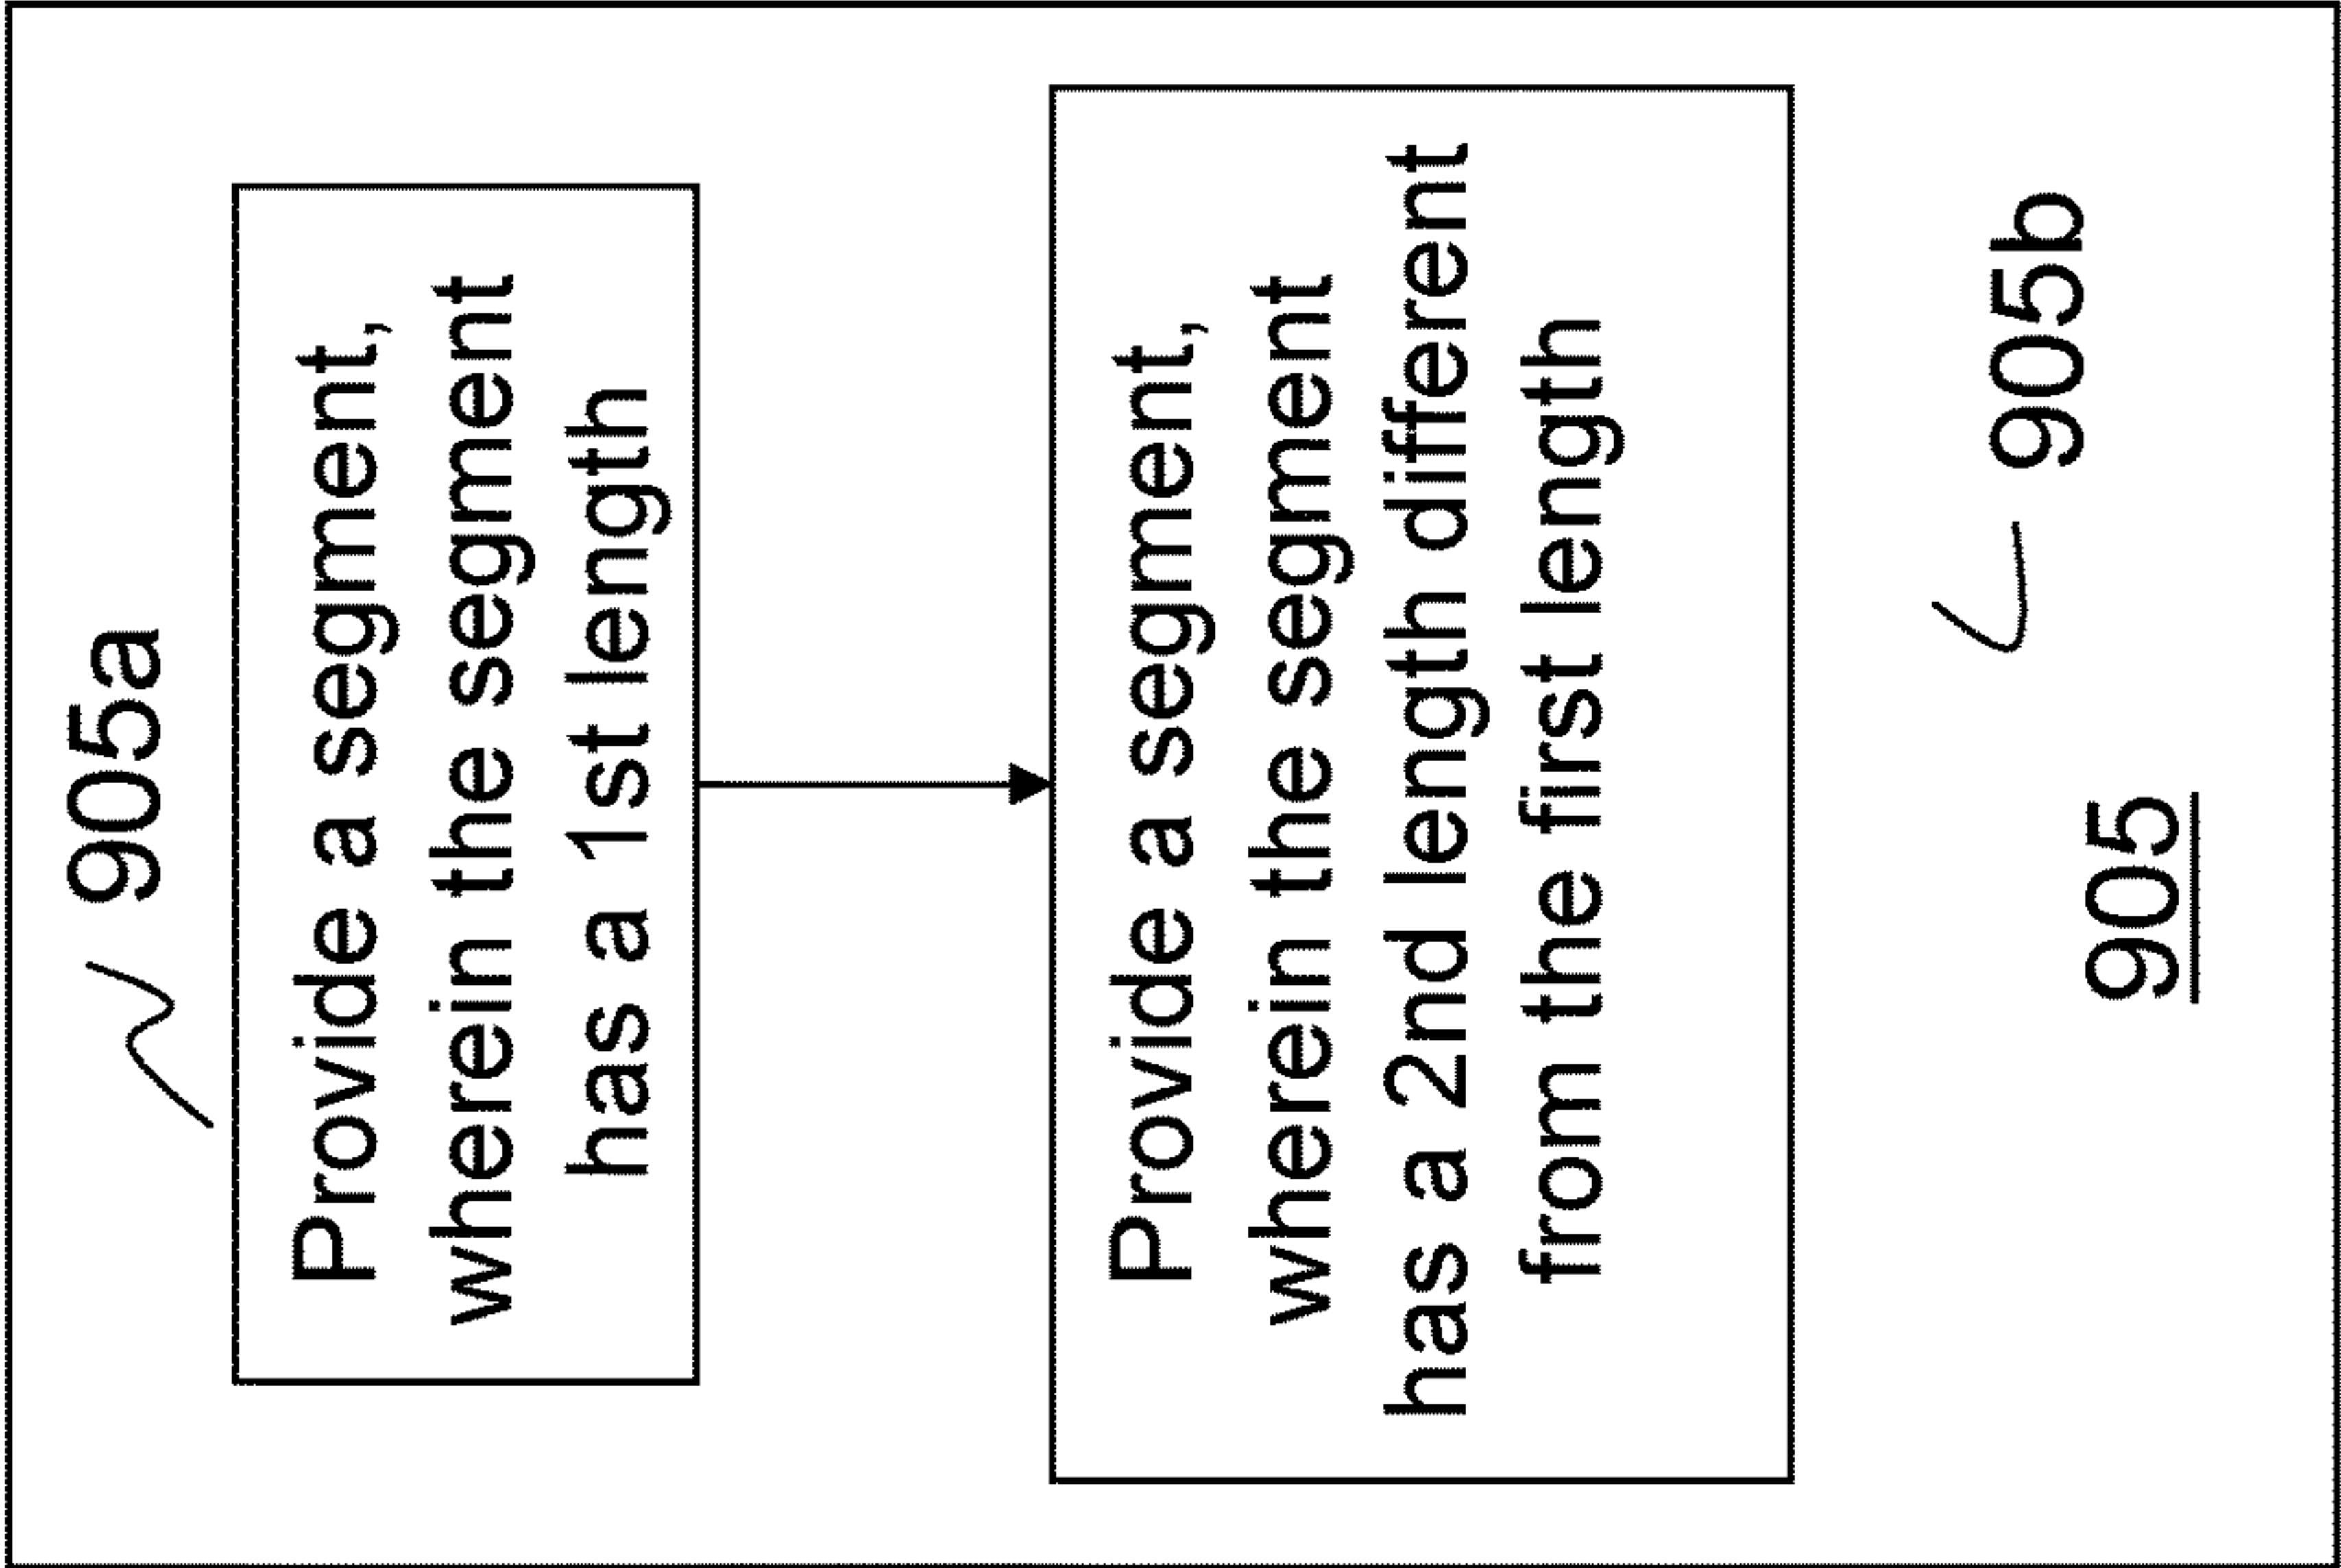 905a
Provide a segment,
wherein the segment
has a 1st length
Provide a segment,
wherein the segment
has a 2nd length different
from the first length
905b
905